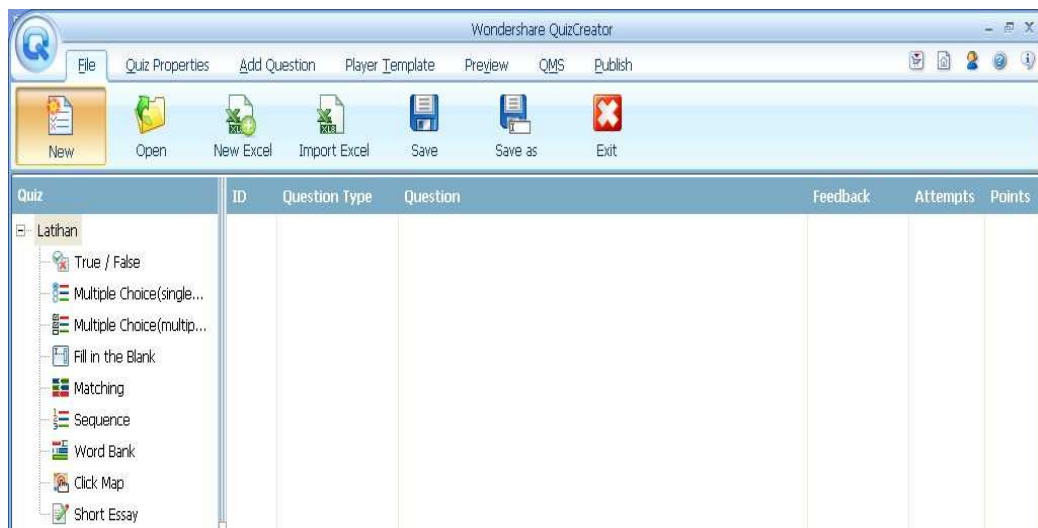 Wondershare QuizCreator
File Quiz Properties Add Question Player Template Preview QMS Publish
New Open New Excel Import Excel Save Save as Exit
Quiz ID Question Type Question Feedback Attempts Points
Latihan
True / False
Multiple Choice(single...
Multiple Choice(multip...
Fill in the Blank
Matching
Sequence
Word Bank
Click Map
Short Essay